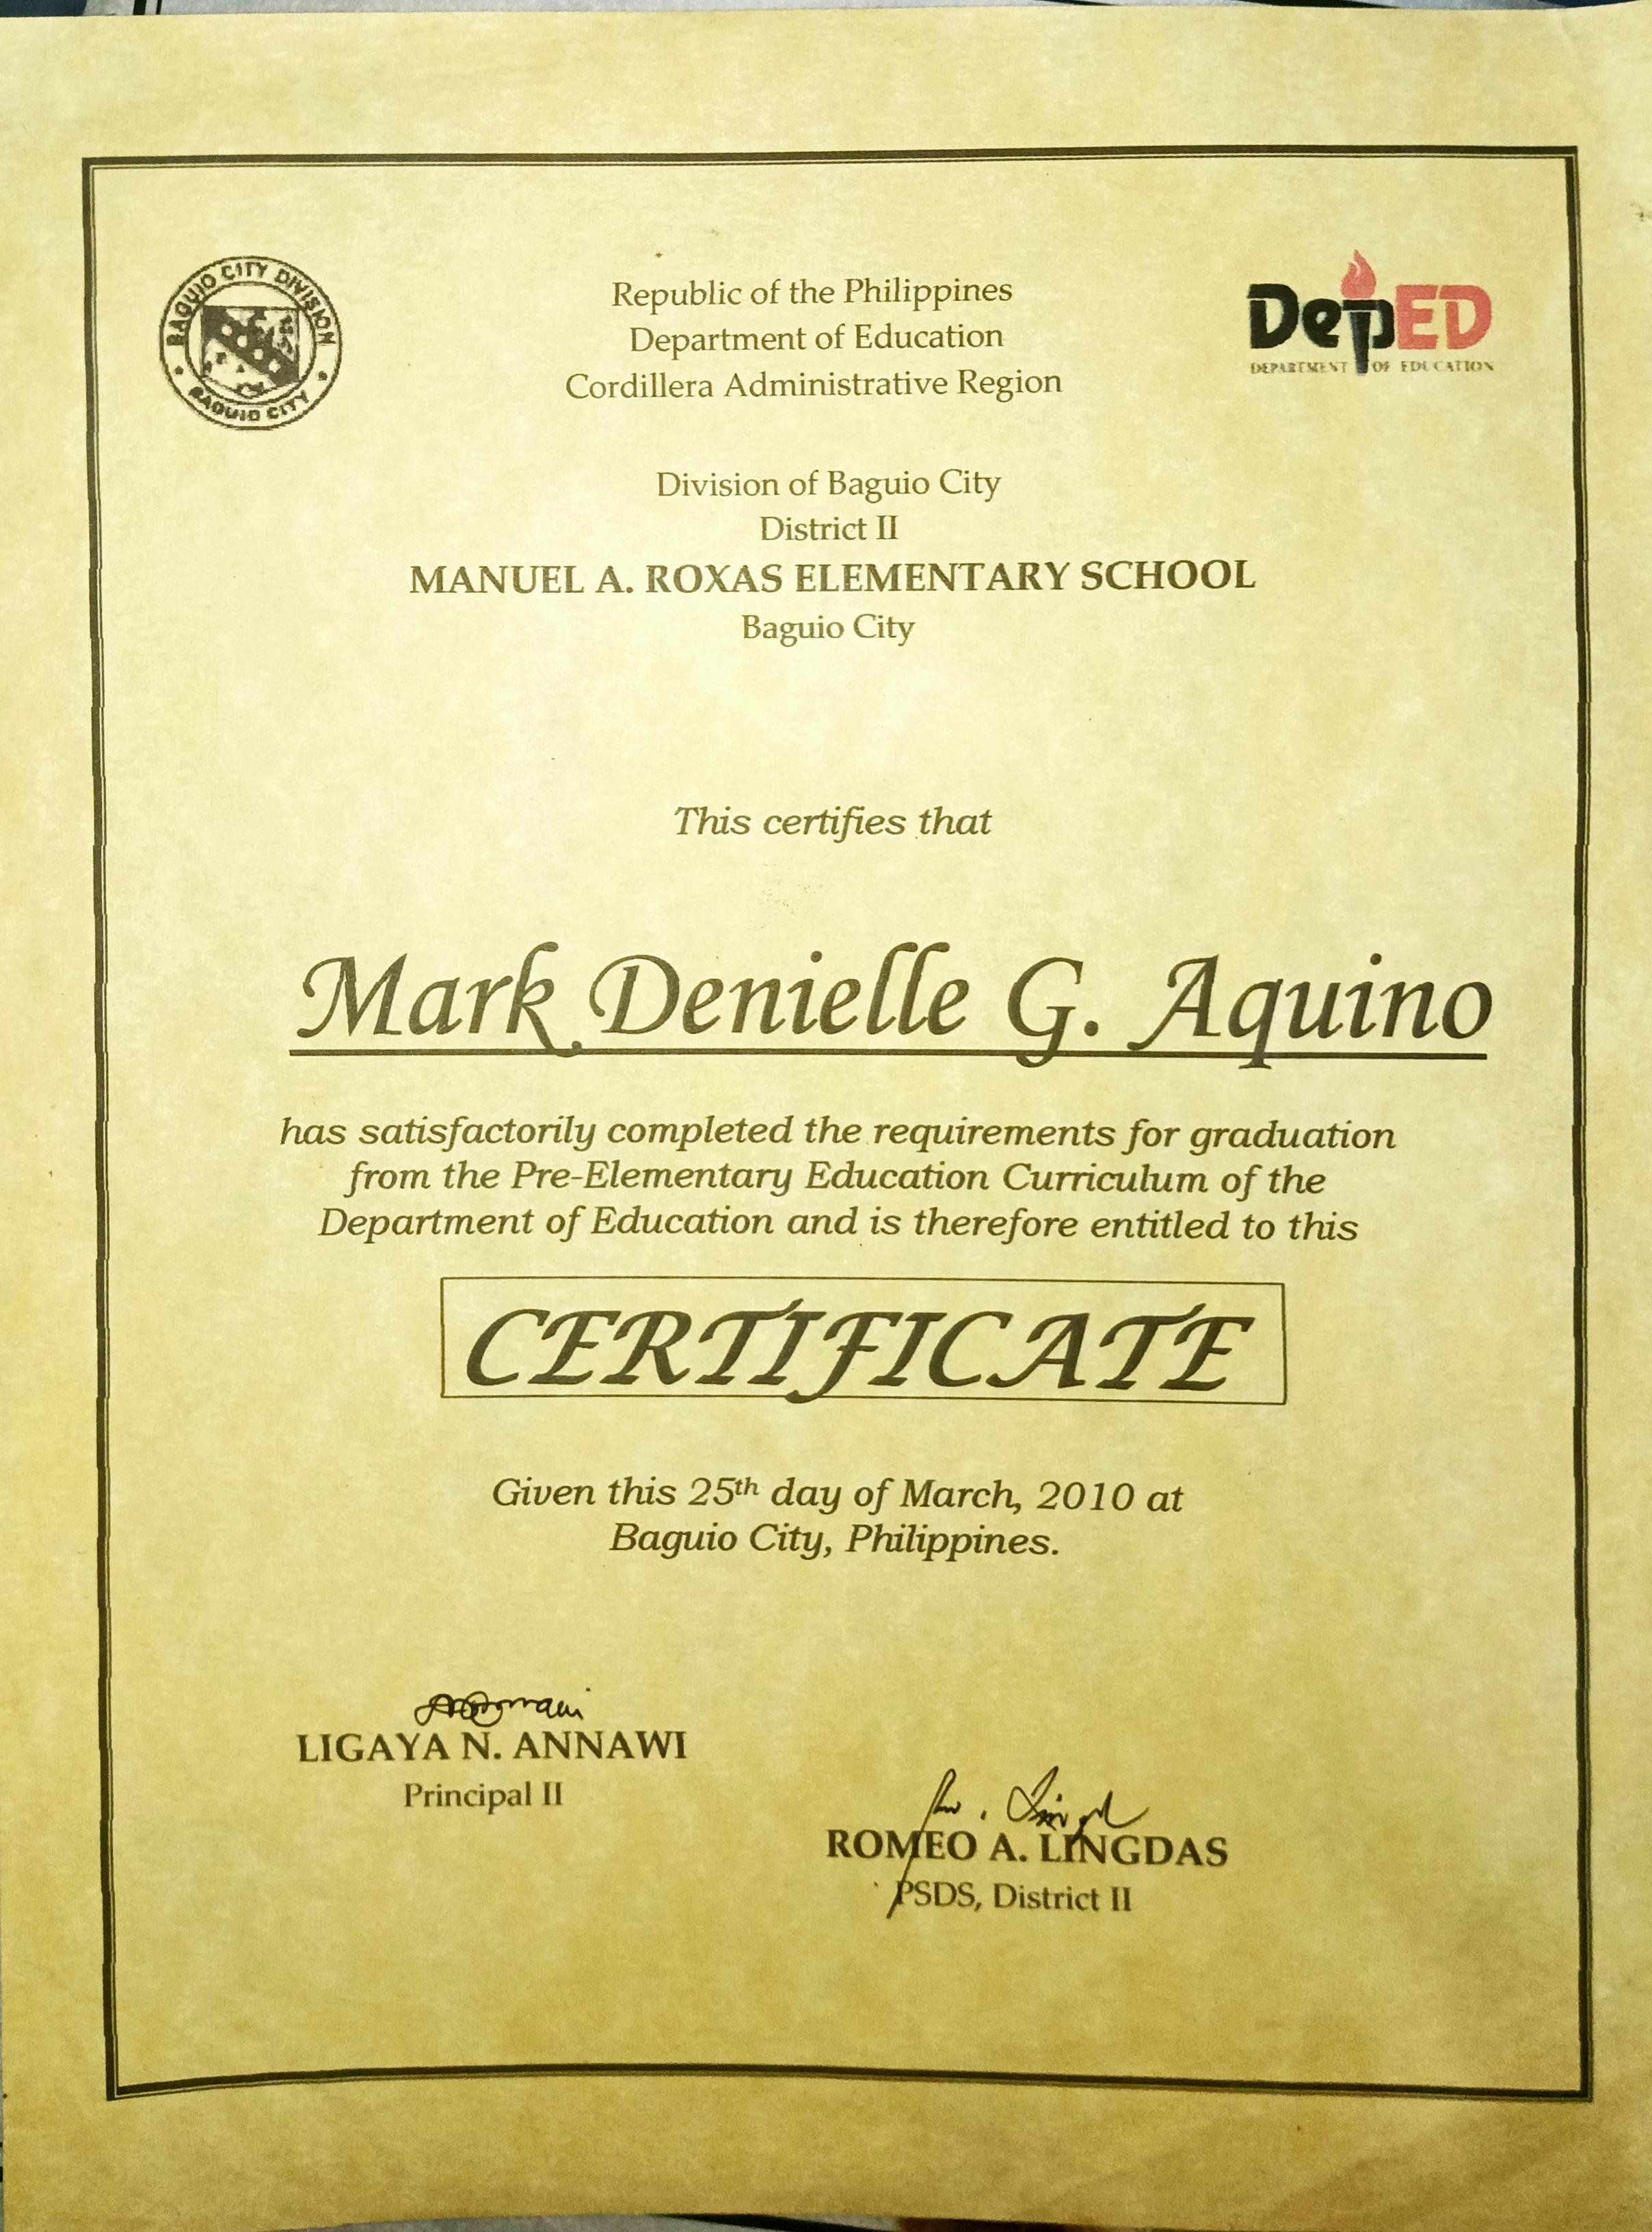 BAGUIO CITY DIVISION
BAGUIO CITY
Republic of the Philippines
Department of Education
Cordillera Administrative Region
DepED
DEPARTMENT OF EDUCATION
Division of Baguio City
District II
MANUEL A. ROXAS ELEMENTARY SCHOOL
Baguio City
This certifies that
Mark Denielle G. Aquino
has satisfactorily completed the requirements for graduation
from the Pre-Elementary Education Curriculum of the
Department of Education and is therefore entitled to this
CERTIFICATE
Given this 25th day of March, 2010 at
Baguio City, Philippines.
LIGAYA N. ANNAWI
Principal II
ROMEO A. LINGDAS
PSDS, District II